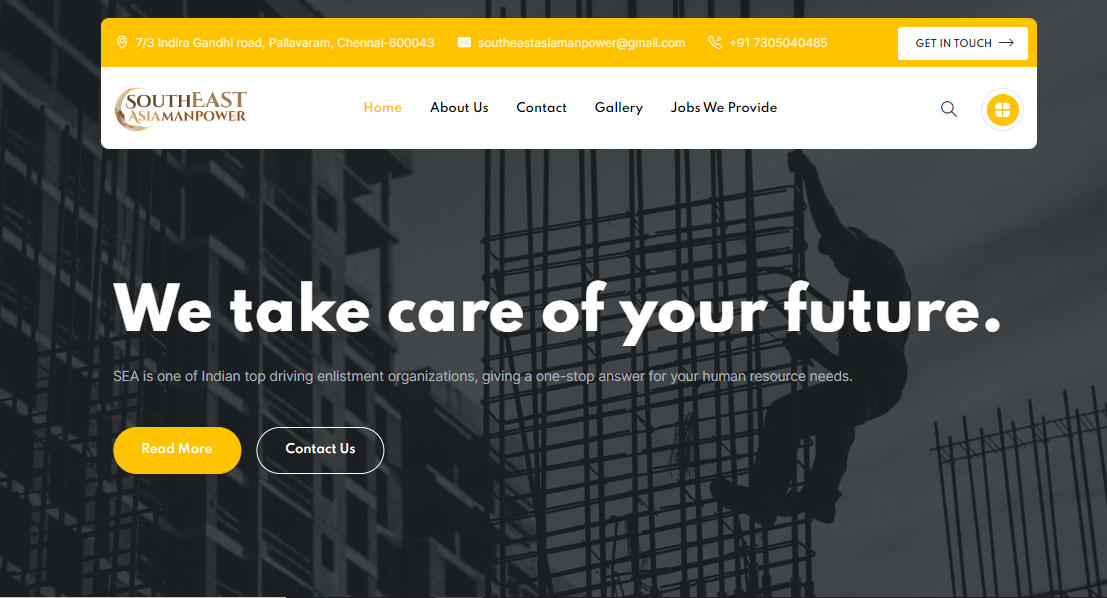 7/3 Indira Gandhi road, Pallavaram, Chennai-600043 southeastasiamanpower@gmail.com +91 7305040485 GET IN TOUCH
SOUTHEAST
ASIAMANPOWER
Home About Us Contact Gallery Jobs We Provide
We take care of your future.
SEA is one of Indian top driving enlistment organizations, giving a one-stop answer for your human resource needs.
Read More Contact Us